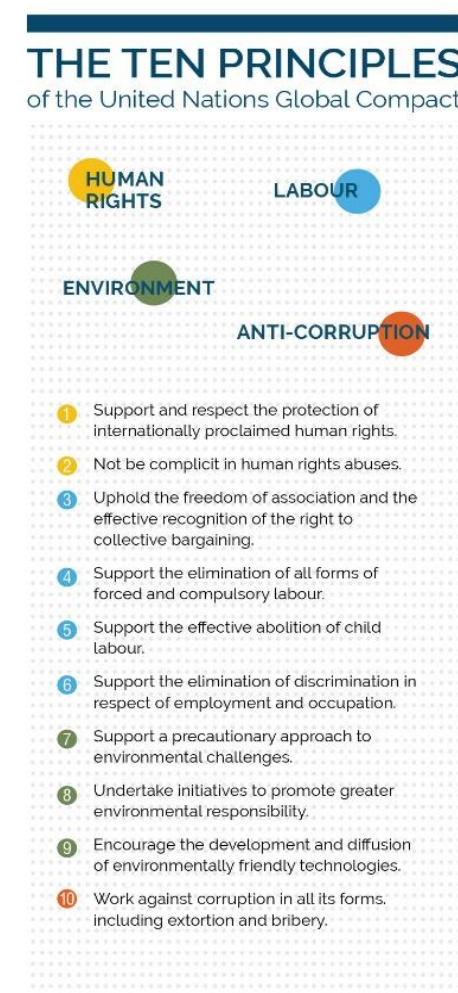 THE TEN PRINCIPLES
of the United Nations Global Compact
HUMAN
RIGHTS
LABOUR
ENVIRONMENT
ANTI-CORRUPTION
1 Support and respect the protection of
internationally proclaimed human rights.
2 Not be complicit in human rights abuses.
3 Uphold the freedom of association and the
effective recognition of the right to
collective bargaining.
4 Support the elimination of all forms of
forced and compulsory labour.
5 Support the effective abolition of child
labour.
6 Support the elimination of discrimination in
respect of employment and occupation.
7 Support a precautionary approach to
environmental challenges.
8 Undertake initiatives to promote greater
environmental responsibility.
9 Encourage the development and diffusion
of environmentally friendly technologies.
10 Work against corruption in all its forms.
including extortion and bribery.